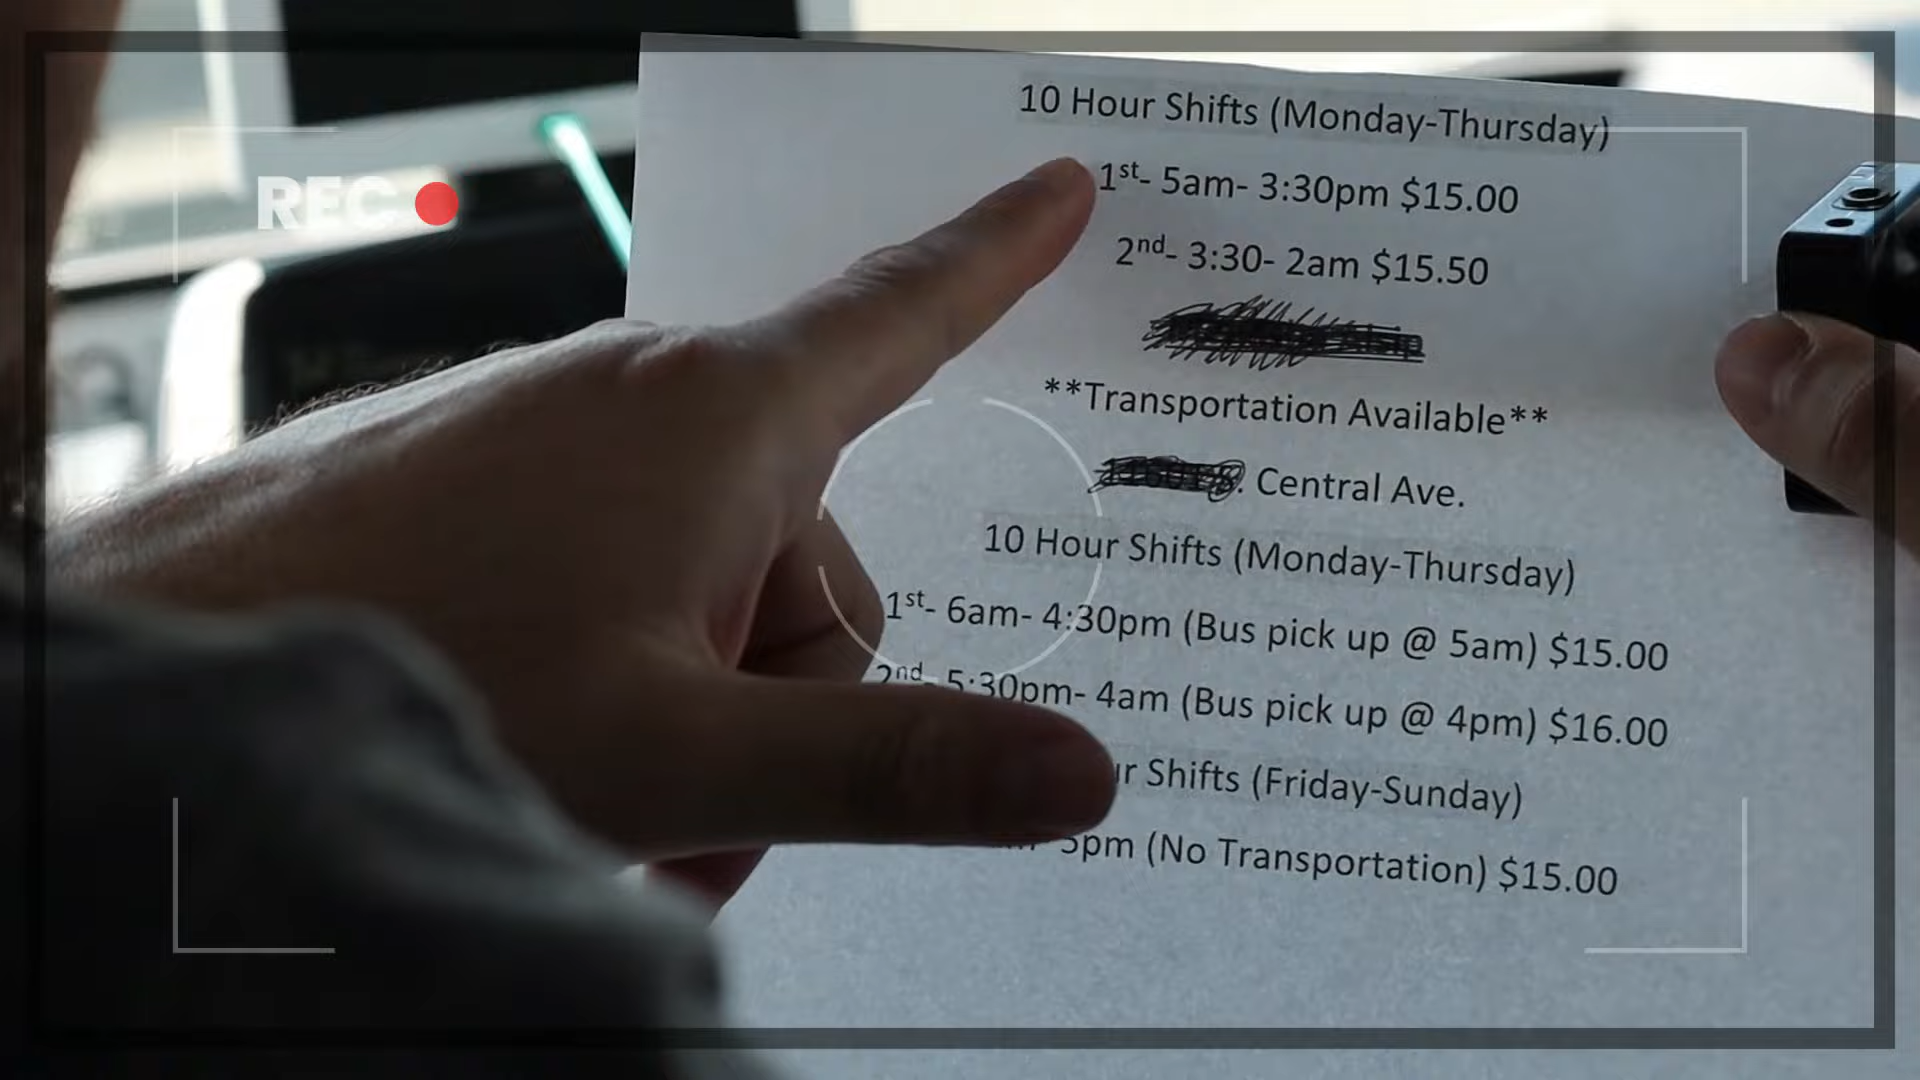 REC
10 Hour Shifts (Monday-Thursday)
1st- 5am- 3:30pm $15.00
2nd- 3:30- 2am $15.50
**Transportation Available**
. Central Ave.
10 Hour Shifts (Monday-Thursday)
1st- 6am- 4:30pm (Bus pick up @ 5am) $15.00
2nd- 5:30pm- 4am (Bus pick up @ 4pm) $16.00
Shifts (Friday-Sunday)
5pm (No Transportation) $15.00